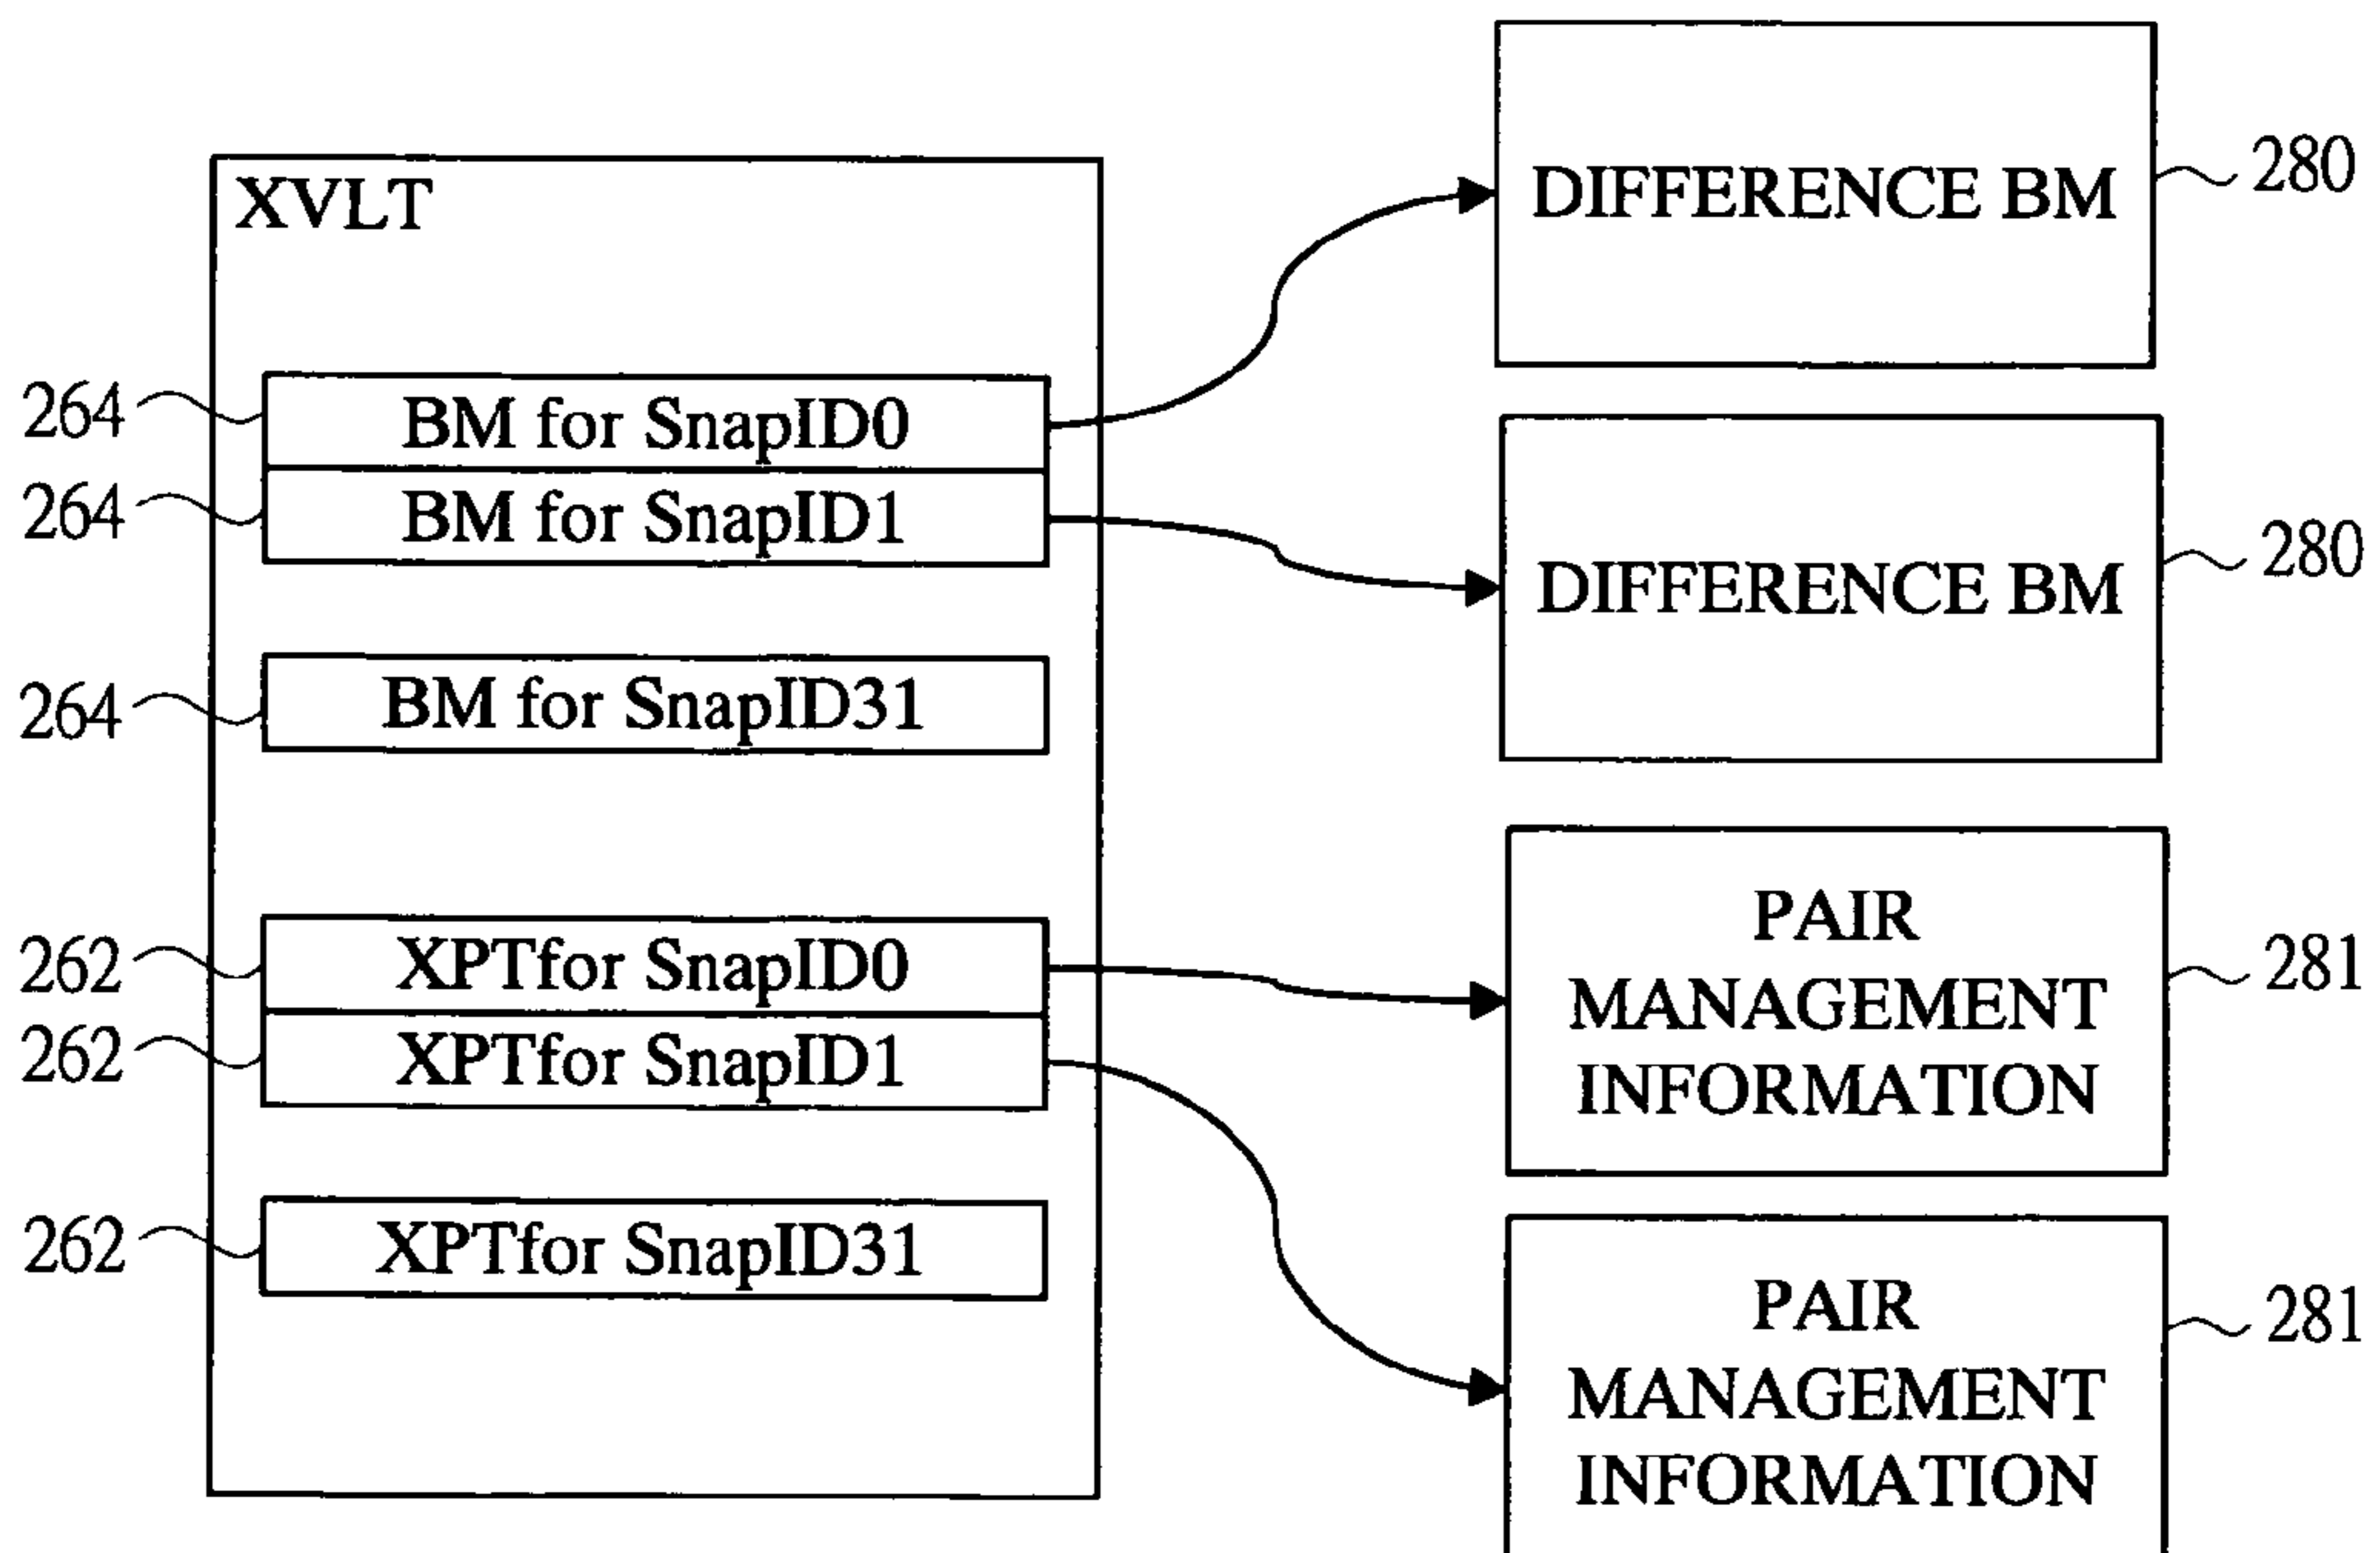 XVLT
264
BM for SnapID0
264
BM for SnapID1
264
BM for SnapID31
262
XPTfor SnapID0
262
XPTfor SnapID1
262
XPTfor SnapID31
DIFFERENCE BM
280
DIFFERENCE BM
280
PAIR
MANAGEMENT
INFORMATION
281
PAIR
MANAGEMENT
INFORMATION
281